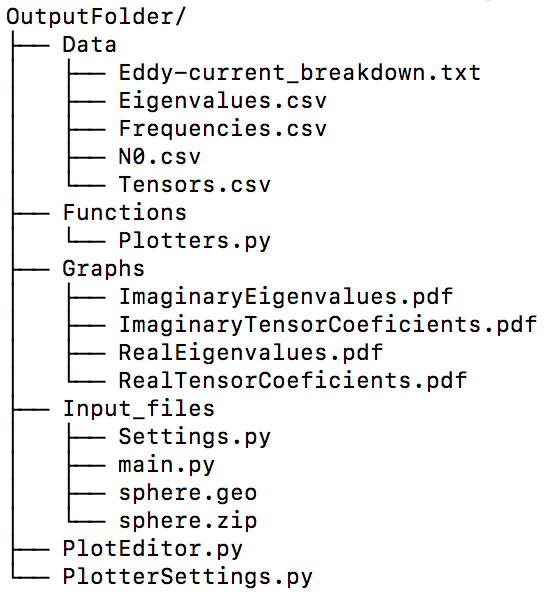 OutputFolder/
├── Data
│   ├── Eddy-current_breakdown.txt
│   ├── Eigenvalues.csv
│   ├── Frequencies.csv
│   ├── N0.csv
│   └── Tensors.csv
├── Functions
│   └── Plotters.py
├── Graphs
│   ├── ImaginaryEigenvalues.pdf
│   ├── ImaginaryTensorCoeficients.pdf
│   ├── RealEigenvalues.pdf
│   └── RealTensorCoeficients.pdf
├── Input_files
│   ├── Settings.py
│   ├── main.py
│   ├── sphere.geo
│   └── sphere.zip
├── PlotEditor.py
└── PlotterSettings.py